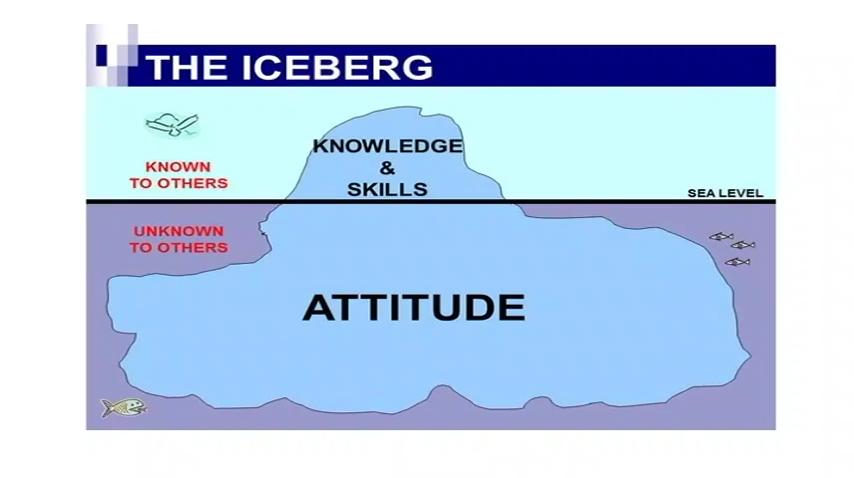 THE ICEBERG
KNOWLEDGE
&
SKILLS
KNOWN
TO OTHERS
SEA LEVEL
UNKNOWN
TO OTHERS
ATTITUDE